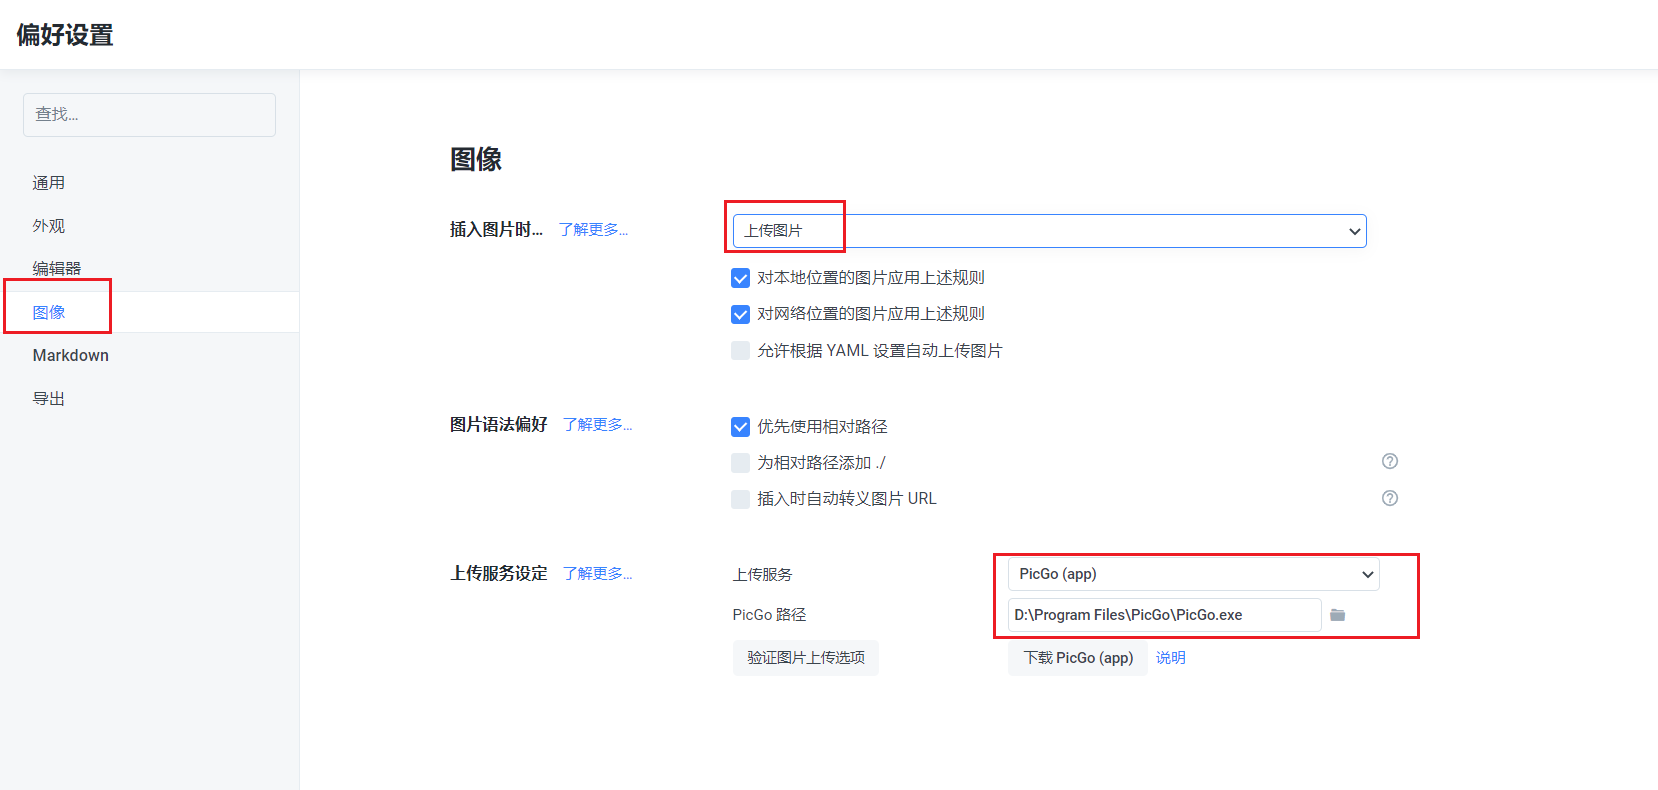 偏好设置
查找...
通用
外观
编辑器
图像
Markdown
导出
图像
插入图片时... 了解更多... 上传图片
对本地位置的图片应用上述规则
对网络位置的图片应用上述规则
允许根据 YAML 设置自动上传图片
图片语法偏好 了解更多... 优先使用相对路径
为相对路径添加 ./
插入时自动转义图片 URL
上传服务设定 了解更多... 上传服务 PicGo (app)
PicGo 路径 D:\Program Files\PicGo\PicGo.exe
验证图片上传选项 下载 PicGo (app) 说明